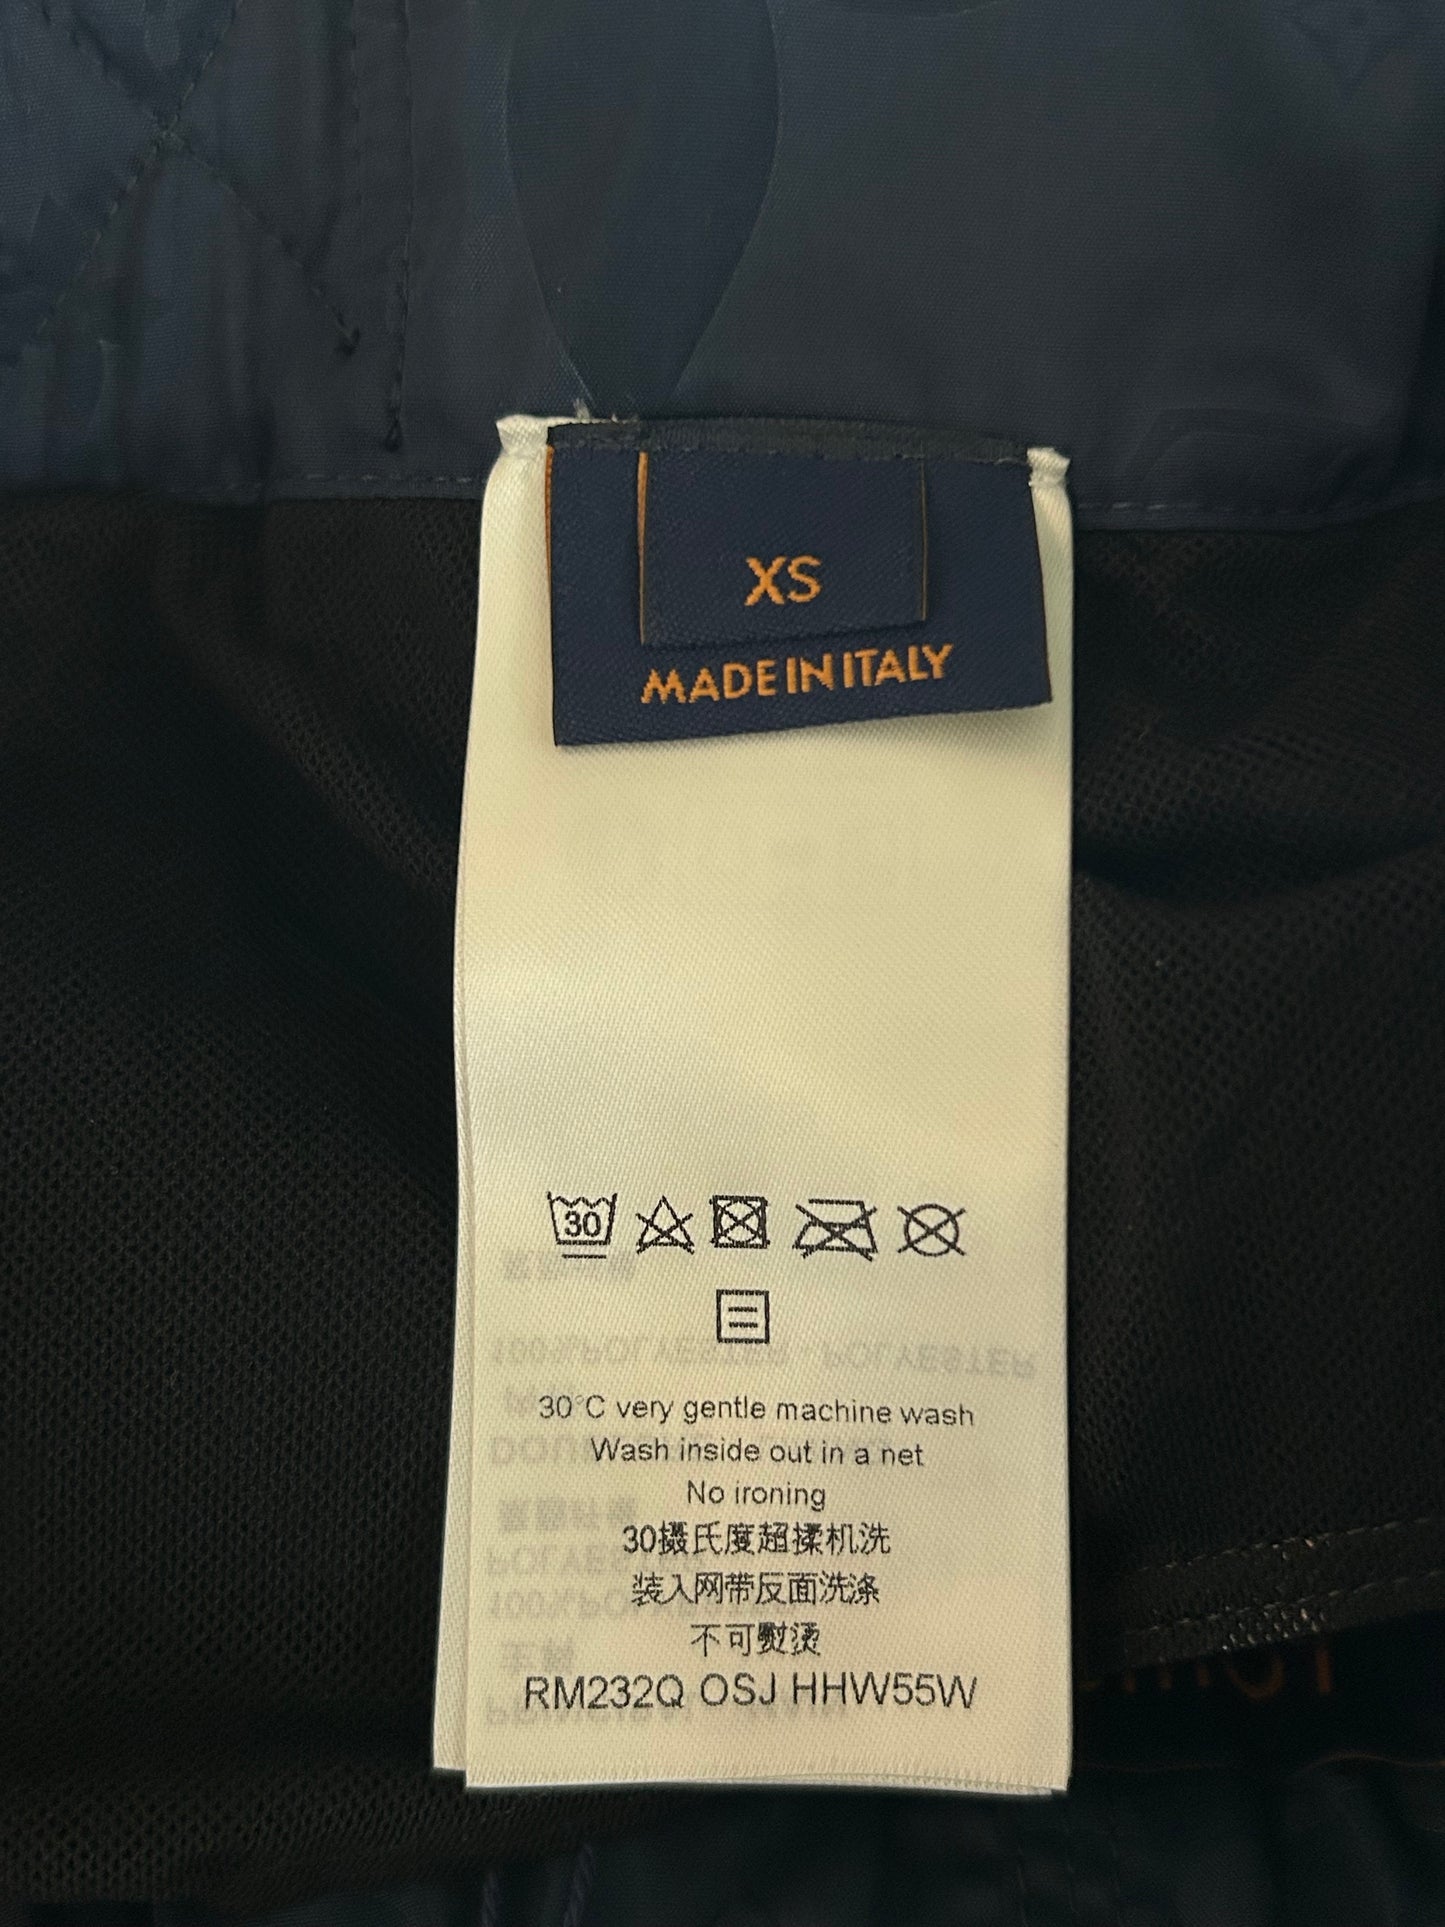 XS
MADE IN ITALY
30
30°C very gentle machine wash
Wash inside out in a net
No ironing
30摄氏度超揉机洗
装入网带反面洗涤
不可熨烫
RM232Q OSJ HHW55W